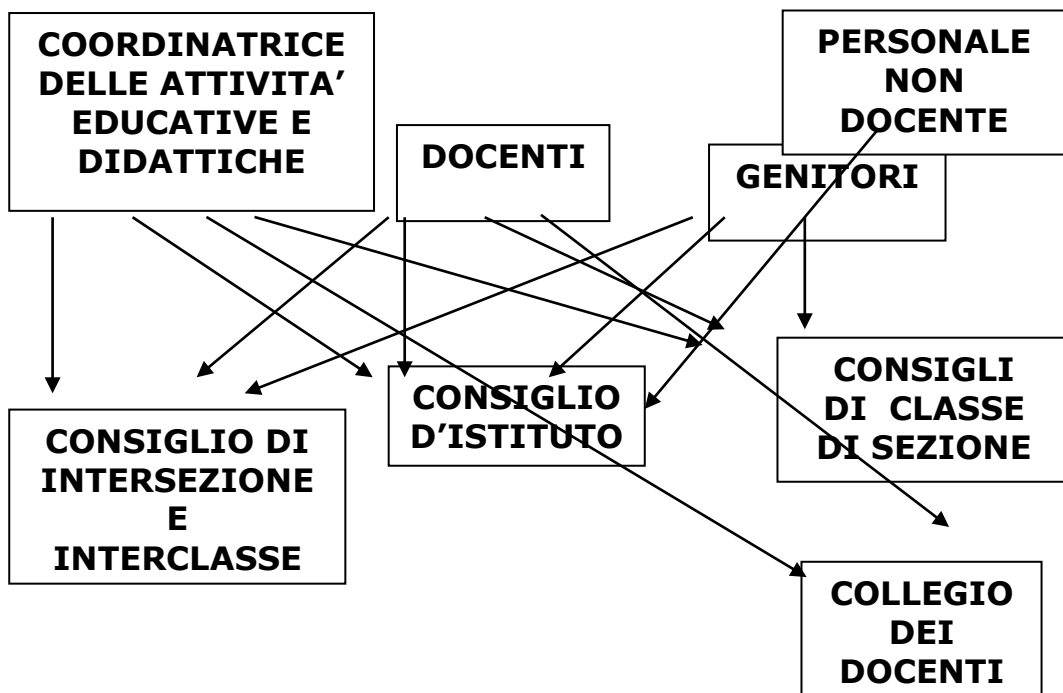 COORDINATRICE
DELLE ATTIVITA’
EDUCATIVE E
DIDATTICHE
DOCENTI
PERSONALE
NON
DOCENTE
GENITORI
CONSIGLIO DI
INTERSEZIONE
E
INTERCLASSE
CONSIGLIO
D’ISTITUTO
CONSIGLI
DI CLASSE
DI SEZIONE
COLLEGIO
DEI
DOCENTI